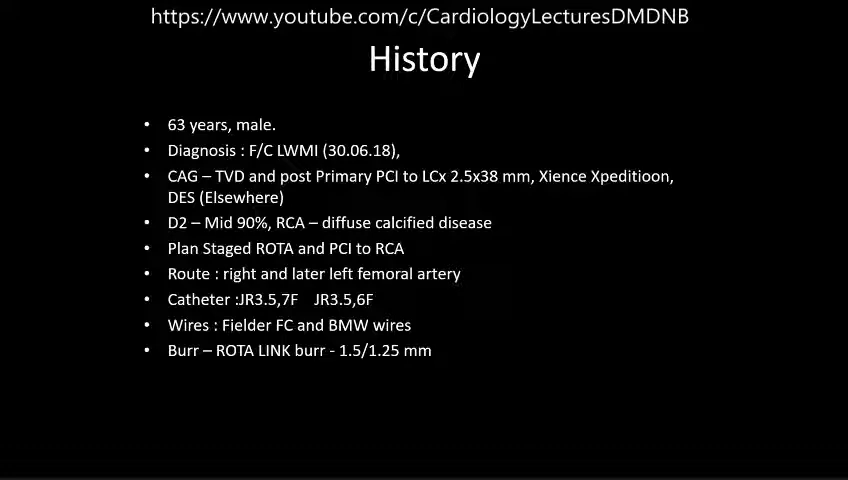 https://www.youtube.com/c/CardiologyLecturesDMDNB
History
• 63 years, male.
• Diagnosis : F/C LWMI (30.06.18),
• CAG – TVD and post Primary PCI to LCx 2.5x38 mm, Xience Xpeditioon,
DES (Elsewhere)
• D2 – Mid 90%, RCA – diffuse calcified disease
• Plan Staged ROTA and PCI to RCA
• Route : right and later left femoral artery
• Catheter :JR3.5,7F JR3.5,6F
• Wires : Fielder FC and BMW wires
• Burr – ROTA LINK burr - 1.5/1.25 mm